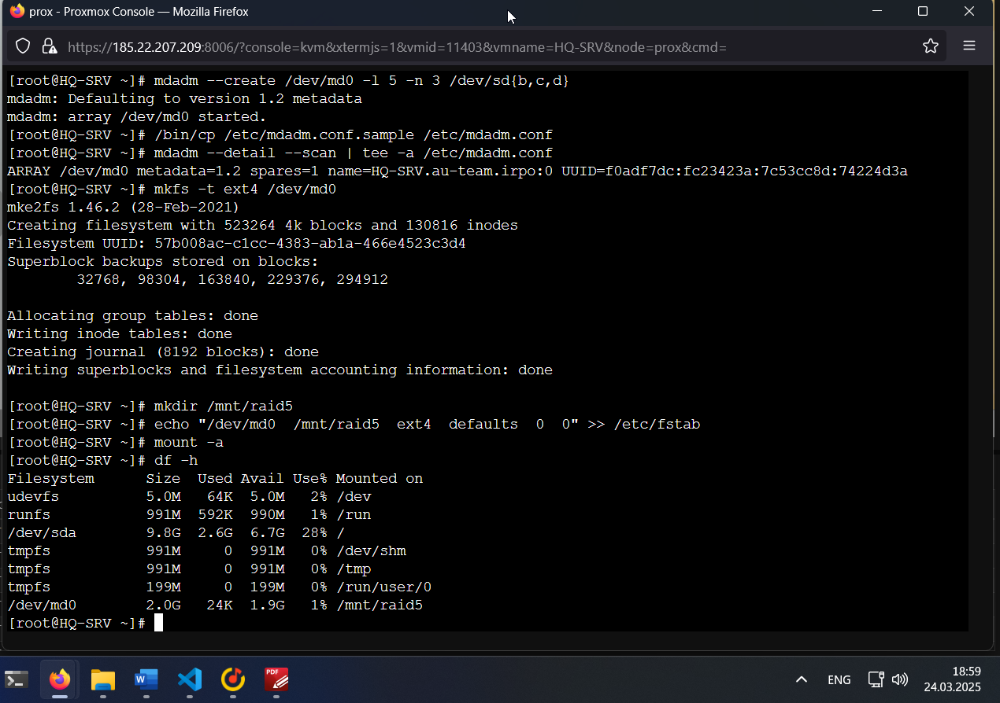 prox - Proxmox Console — Mozilla Firefox
https://185.22.207.209:8006/?console=kvm&xtermjs=1&vmid=11403&vmname=HQ-SRV&node=prox&cmd=
[root@HQ-SRV ~]# mdadm --create /dev/md0 -l 5 -n 3 /dev/sd{b,c,d}
mdadm: Defaulting to version 1.2 metadata
mdadm: array /dev/md0 started.
[root@HQ-SRV ~]# /bin/cp /etc/mdadm.conf.sample /etc/mdadm.conf
[root@HQ-SRV ~]# mdadm --detail --scan | tee -a /etc/mdadm.conf
ARRAY /dev/md0 metadata=1.2 spares=1 name=HQ-SRV.au-team.irpo:0 UUID=f0adf7dc:fc23423a:7c53cc8d:74224d3a
[root@HQ-SRV ~]# mkfs -t ext4 /dev/md0
mke2fs 1.46.2 (28-Feb-2021)
Creating filesystem with 523264 4k blocks and 130816 inodes
Filesystem UUID: 57b008ac-c1cc-4383-ab1a-466e4523c3d4
Superblock backups stored on blocks:
        32768, 98304, 163840, 229376, 294912
Allocating group tables: done
Writing inode tables: done
Creating journal (8192 blocks): done
Writing superblocks and filesystem accounting information: done
[root@HQ-SRV ~]# mkdir /mnt/raid5
[root@HQ-SRV ~]# echo "/dev/md0  /mnt/raid5  ext4  defaults  0  0" >> /etc/fstab
[root@HQ-SRV ~]# mount -a
[root@HQ-SRV ~]# df -h
Filesystem      Size  Used Avail Use% Mounted on
udevfs          5.0M   64K  5.0M   2% /dev
runfs           991M  592K  990M   1% /run
/dev/sda        9.8G  2.6G  6.7G  28% /
tmpfs           991M     0  991M   0% /dev/shm
tmpfs           991M     0  991M   0% /tmp
tmpfs           199M     0  199M   0% /run/user/0
/dev/md0        2.0G   24K  1.9G   1% /mnt/raid5
[root@HQ-SRV ~]#
W
PDF
ENG
18:59
24.03.2025